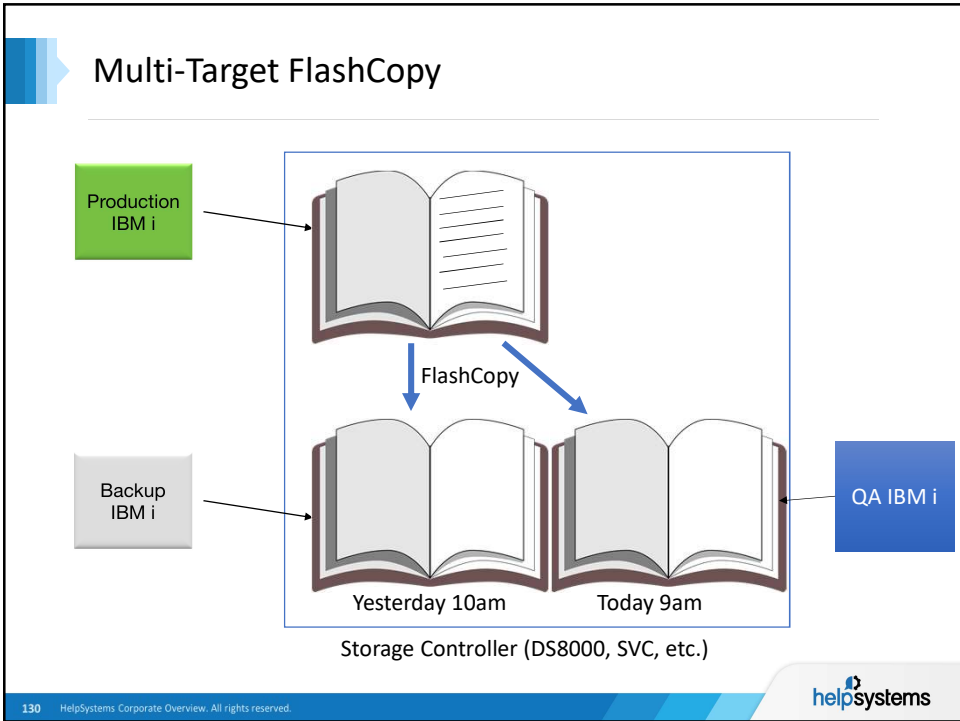 Multi-Target FlashCopy
Production
IBM i
FlashCopy
Backup
IBM i
QA IBM i
Yesterday 10am
Today 9am
Storage Controller (DS8000, SVC, etc.)
130 HelpSystems Corporate Overview. All rights reserved.
helpsystems